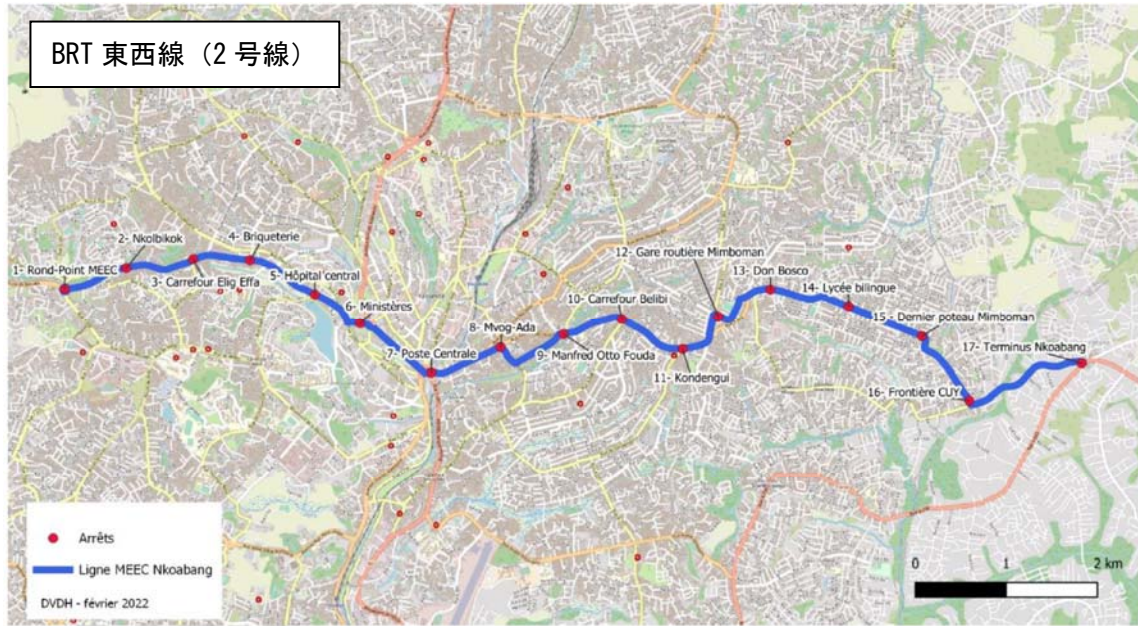 BRT 東西線（2 号線）
1- Rond-Point MEEC
2- Nkolbikok
3- Carrefour Elig Effa
4- Briqueterie
5- Hôpital central
6- Ministères
7- Poste Centrale
8- Mvog-Ada
9- Manfred Otto Fouda
10- Carrefour Belibi
11- Kondengui
12- Gare routière Mimboman
13- Don Bosco
14- Lycée bilingue
15 - Dernier poteau Mimboman
16- Frontière CUY
17- Terminus Nkoabang
Arrêts
Ligne MEEC Nkoabang
DVDH - février 2022
0 1 2 km